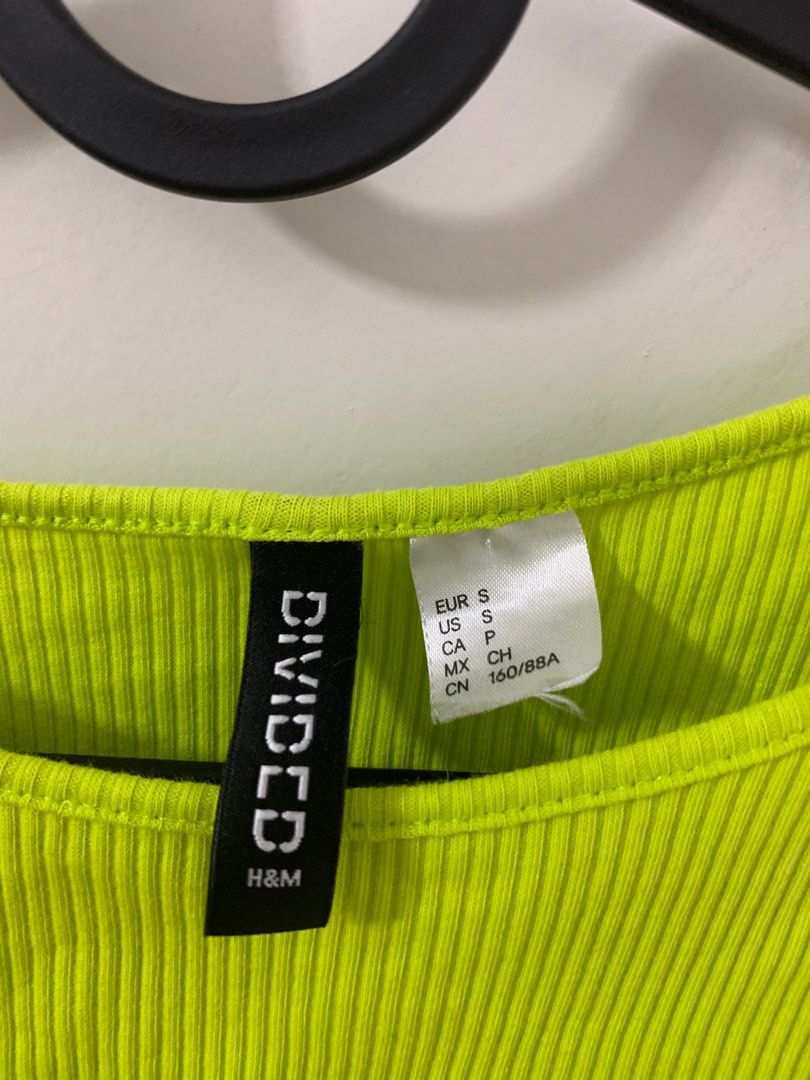 DIVIDED
H&M
EUR S
US S
CA P
MX CH
CN 160/88A